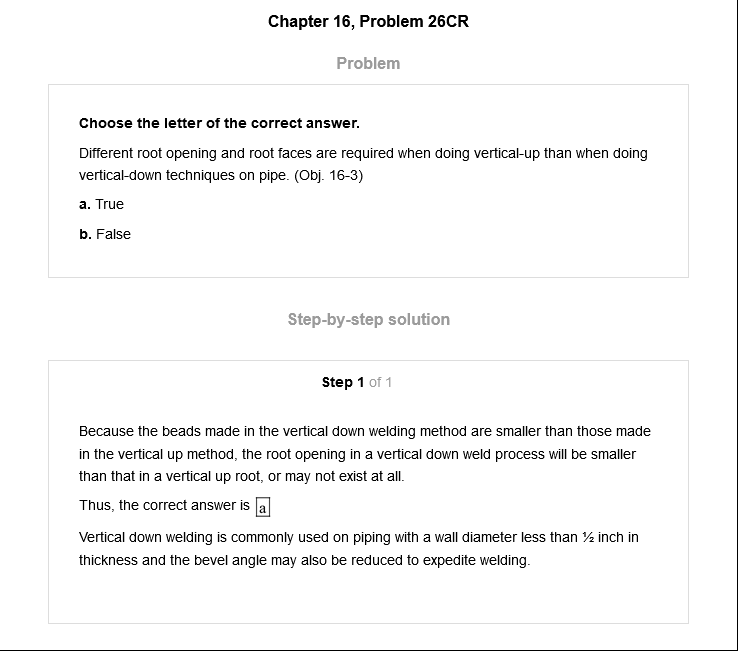 Chapter 16, Problem 26CR
Problem
Choose the letter of the correct answer.
Different root opening and root faces are required when doing vertical-up than when doing
vertical-down techniques on pipe. (Obj. 16-3)
a. True
b. False
Step-by-step solution
Step 1 of 1
Because the beads made in the vertical down welding method are smaller than those made
in the vertical up method, the root opening in a vertical down weld process will be smaller
than that in a vertical up root, or may not exist at all.
Thus, the correct answer is a
Vertical down welding is commonly used on piping with a wall diameter less than ½ inch in
thickness and the bevel angle may also be reduced to expedite welding.